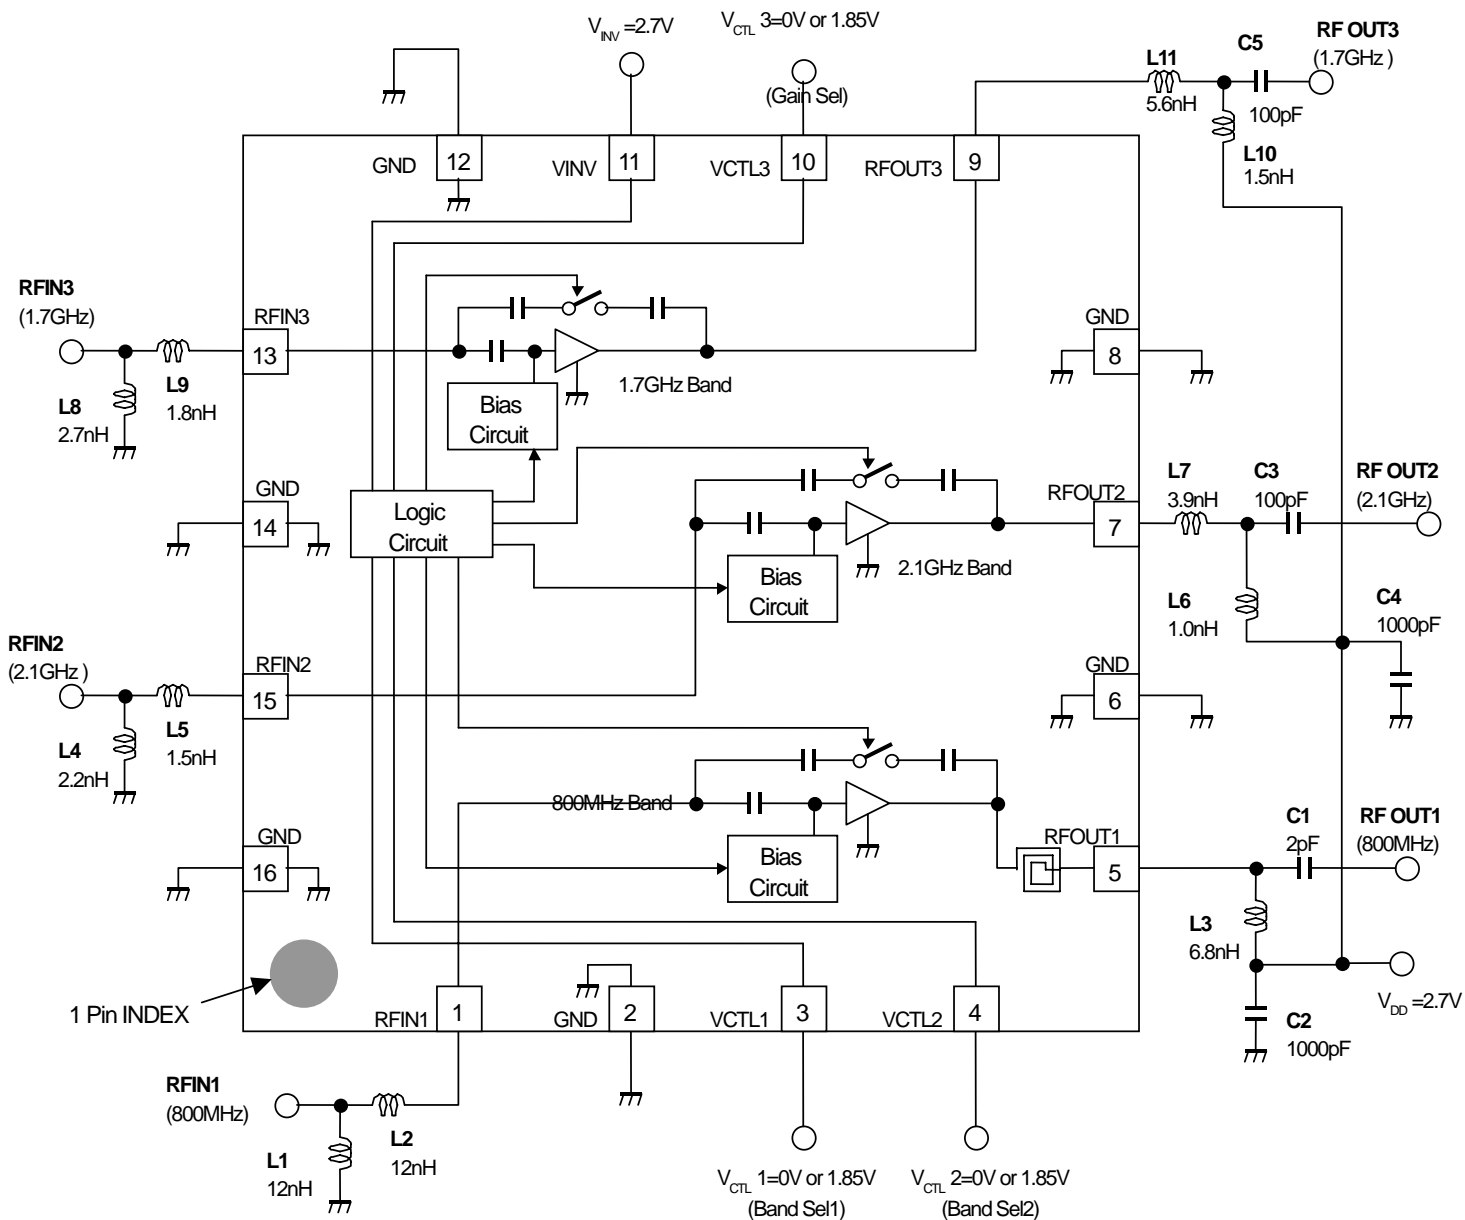 V_INV =2.7V
V_CTL 3=0V or 1.85V
(Gain Sel)
RF OUT3
(1.7GHz )
C5
100pF
L11
5.6nH
L10
1.5nH
GND
12
VINV
11
VCTL3
10
RFOUT3
9
RFIN3
(1.7GHz)
RFIN3
13
L9
1.8nH
L8
2.7nH
1.7GHz Band
Bias
Circuit
GND
8
GND
14
Logic
Circuit
RFOUT2
7
L7
3.9nH
C3
100pF
RF OUT2
(2.1GHz)
2.1GHz Band
Bias
Circuit
L6
1.0nH
C4
1000pF
RFIN2
(2.1GHz )
RFIN2
15
L5
1.5nH
L4
2.2nH
GND
6
800MHz Band
Bias
Circuit
GND
16
RFOUT1
5
C1
2pF
RF OUT1
(800MHz)
L3
6.8nH
V_DD =2.7V
C2
1000pF
1 Pin INDEX
RFIN1
1
GND
2
VCTL1
3
VCTL2
4
RFIN1
(800MHz)
L2
12nH
L1
12nH
V_CTL 1=0V or 1.85V
(Band Sel1)
V_CTL 2=0V or 1.85V
(Band Sel2)